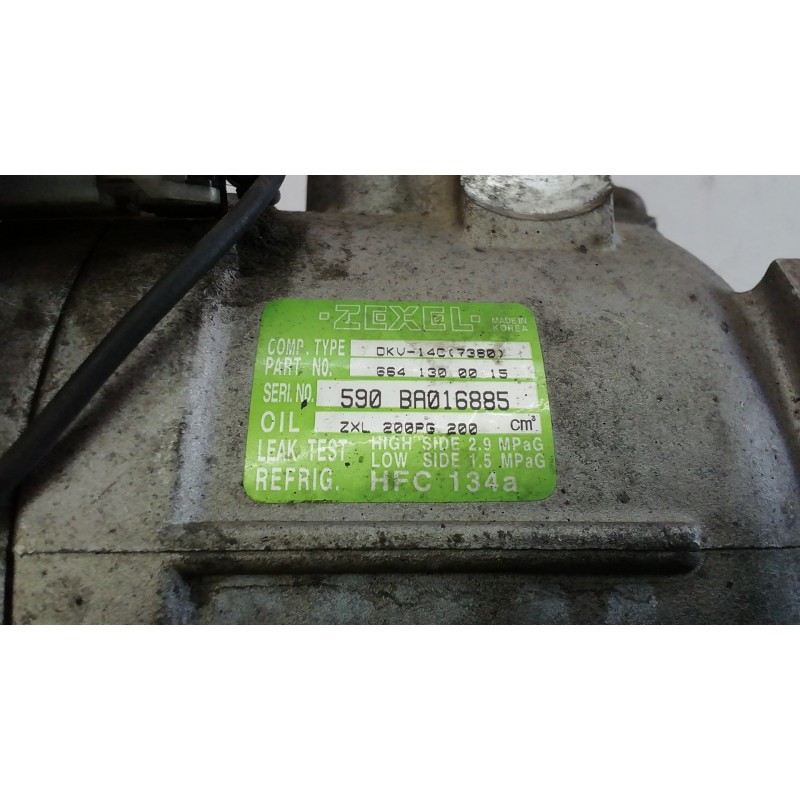 ·ZEXEL· MADE IN KOREA
COMP. TYPE DKV-14C(7380)
PART NO. 664 130 00 15
SERI. NO. 590 BA016885
OIL ZXL 200PG 200 cm³
LEAK TEST HIGH SIDE 2.9 MPaG
LOW SIDE 1.5 MPaG
REFRIG. HFC 134a